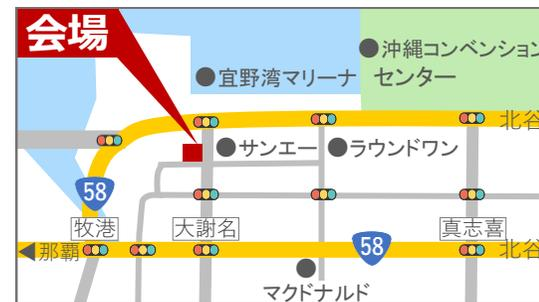 会場
沖縄コンベンション
センター
宜野湾マリーナ
北谷
サンエー
ラウンドワン
58
牧港
大謝名
真志喜
那覇
58
北谷
マクドナルド